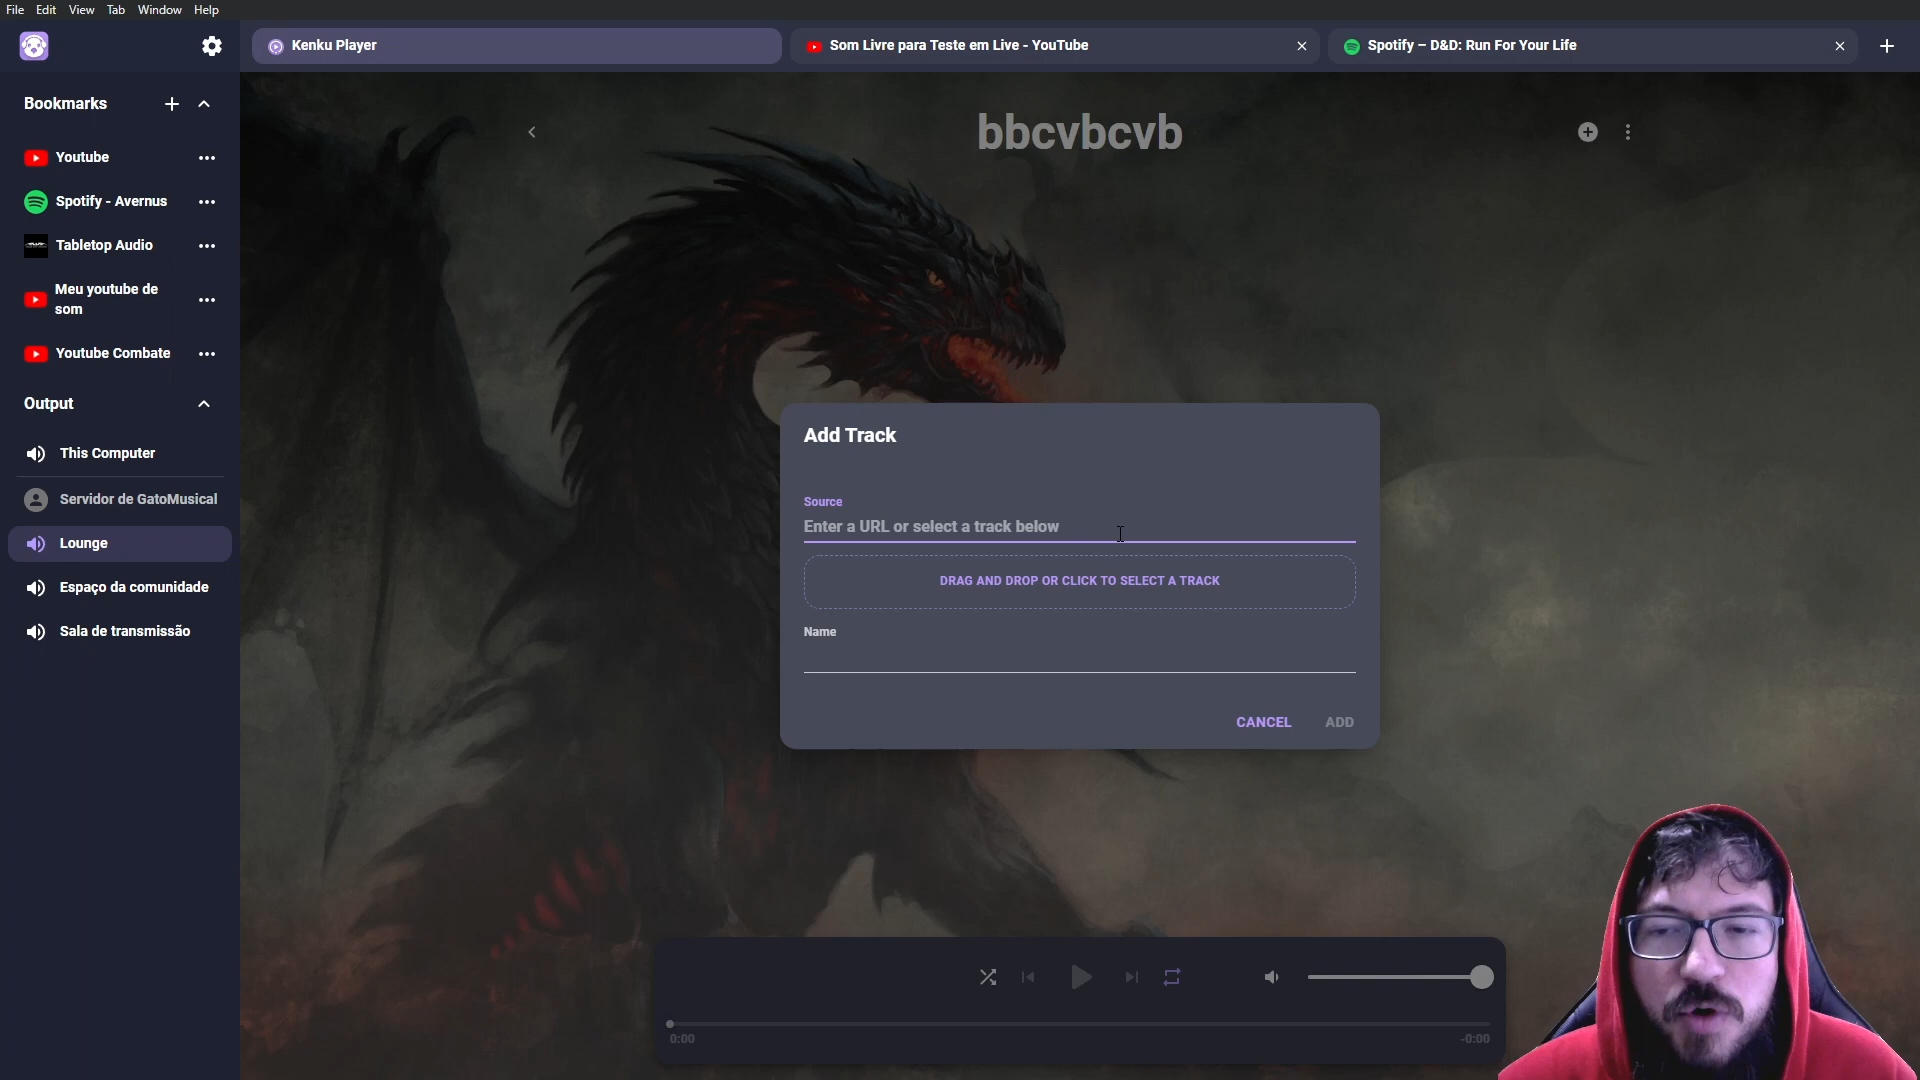 File Edit View Tab Window Help
Kenku Player
Som Livre para Teste em Live - YouTube
Spotify – D&D: Run For Your Life
Bookmarks
Youtube
Spotify - Avernus
Tabletop Audio
Meu youtube de
som
Youtube Combate
Output
This Computer
Servidor de GatoMusical
Lounge
Espaço da comunidade
Sala de transmissão
bbcvbcvb
Add Track
Source
Enter a URL or select a track below
DRAG AND DROP OR CLICK TO SELECT A TRACK
Name
CANCEL ADD
0:00
-0:00